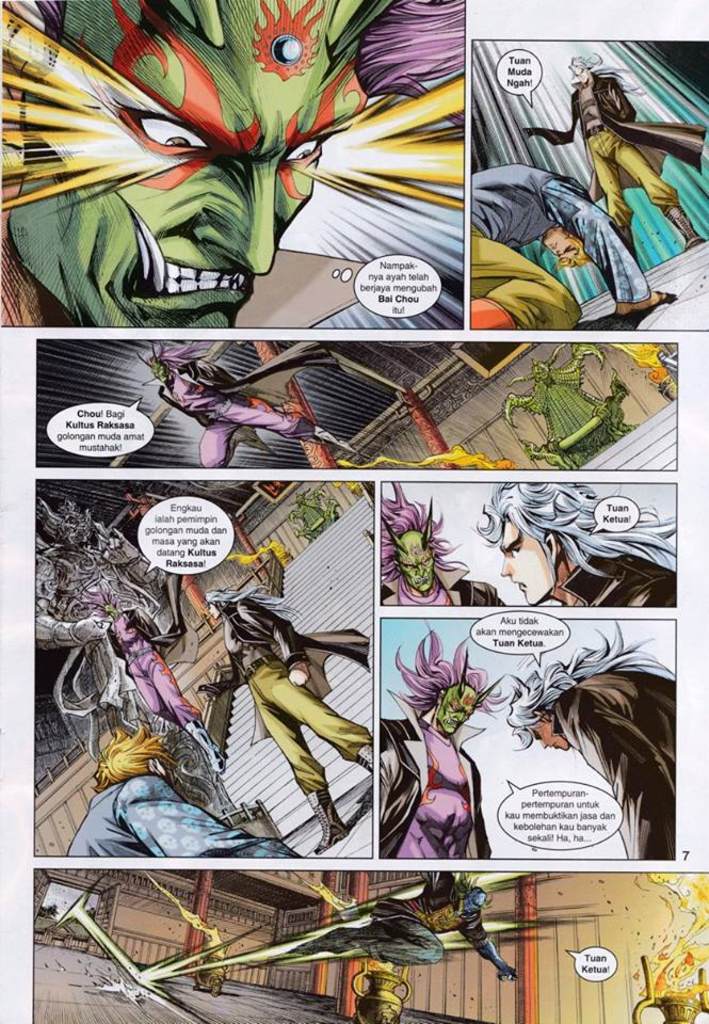 Nampak-
nya ayah telah
berjaya mengubah
Bai Chou
itu!
Tuan
Muda
Ngah!
Chou! Bagi
Kultus Raksasa
golongan muda amat
mustahak!
Engkau
ialah pemimpin
golongan muda dan
masa yang akan
datang Kultus
Raksasa!
Tuan
Ketua!
Aku tidak
akan mengecewakan
Tuan Ketua.
Pertempuran-
pertempuran untuk
kau membuktikan jasa dan
kebolehan kau banyak
sekali! Ha, ha...
7
Tuan
Ketua!